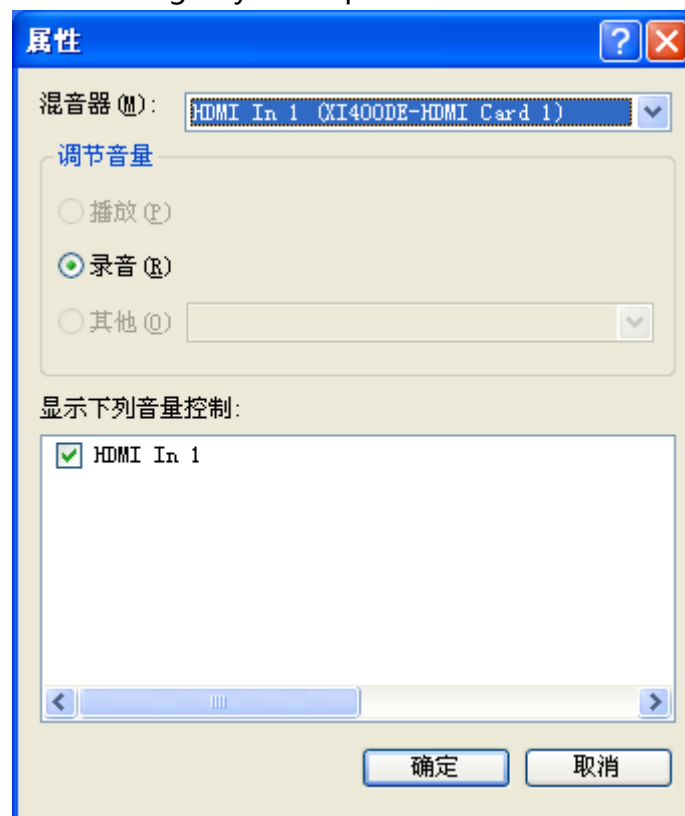 属性
混音器(M): HDMI In 1 (XI400DE-HDMI Card 1)
调节音量
播放(P)
录音(R)
其他(O)
显示下列音量控制:
HDMI In 1
确定 取消